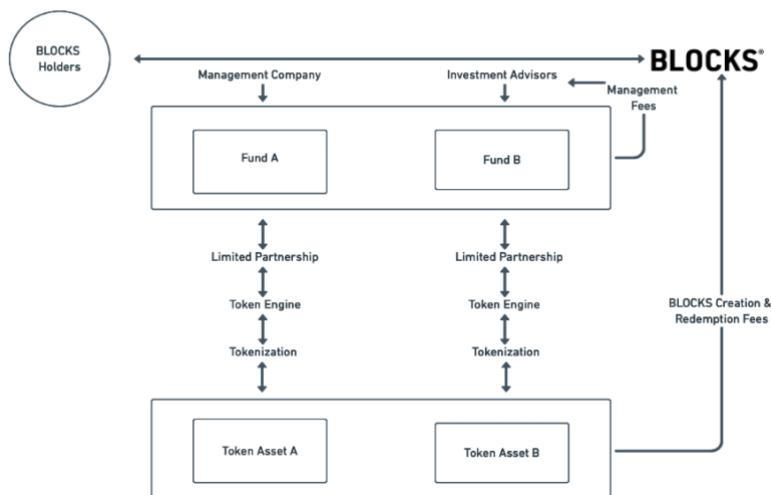 BLOCKS
Holders
BLOCKS®
Management Company
Investment Advisors
Management
Fees
Fund A
Fund B
Limited Partnership
Limited Partnership
Token Engine
Token Engine
BLOCKS Creation &
Redemption Fees
Tokenization
Tokenization
Token Asset A
Token Asset B